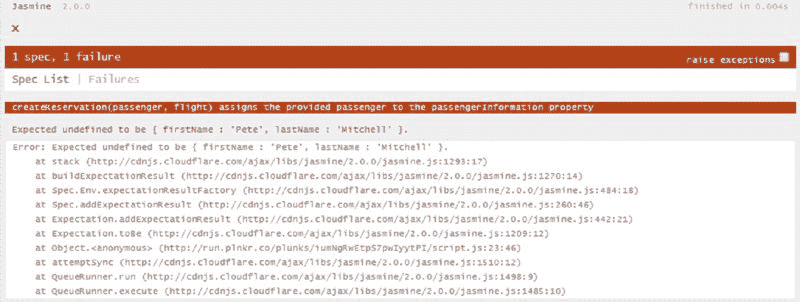 Jasmine 2.0.0 finished in 0.004s
x
1 spec, 1 failure raise exceptions
Spec List | Failures
createReservation(passenger, flight) assigns the provided passenger to the passengerInformation property
Expected undefined to be { firstName : 'Pete', lastName : 'Mitchell' }.
Error: Expected undefined to be { firstName : 'Pete', lastName : 'Mitchell' }.
at stack (http://cdnjs.cloudflare.com/ajax/libs/jasmine/2.0.0/jasmine.js:1293:17)
at buildExpectationResult (http://cdnjs.cloudflare.com/ajax/libs/jasmine/2.0.0/jasmine.js:1270:14)
at Spec.Env.expectationResultFactory (http://cdnjs.cloudflare.com/ajax/libs/jasmine/2.0.0/jasmine.js:484:18)
at Spec.addExpectationResult (http://cdnjs.cloudflare.com/ajax/libs/jasmine/2.0.0/jasmine.js:260:46)
at Expectation.addExpectationResult (http://cdnjs.cloudflare.com/ajax/libs/jasmine/2.0.0/jasmine.js:442:21)
at Expectation.toBe (http://cdnjs.cloudflare.com/ajax/libs/jasmine/2.0.0/jasmine.js:1209:12)
at Object.<anonymous> (http://run.plnkr.co/plunks/iumNgRwEtpS7pwIyytPI/script.js:23:46)
at attemptSync (http://cdnjs.cloudflare.com/ajax/libs/jasmine/2.0.0/jasmine.js:1510:12)
at QueueRunner.run (http://cdnjs.cloudflare.com/ajax/libs/jasmine/2.0.0/jasmine.js:1498:9)
at QueueRunner.execute (http://cdnjs.cloudflare.com/ajax/libs/jasmine/2.0.0/jasmine.js:1485:10)